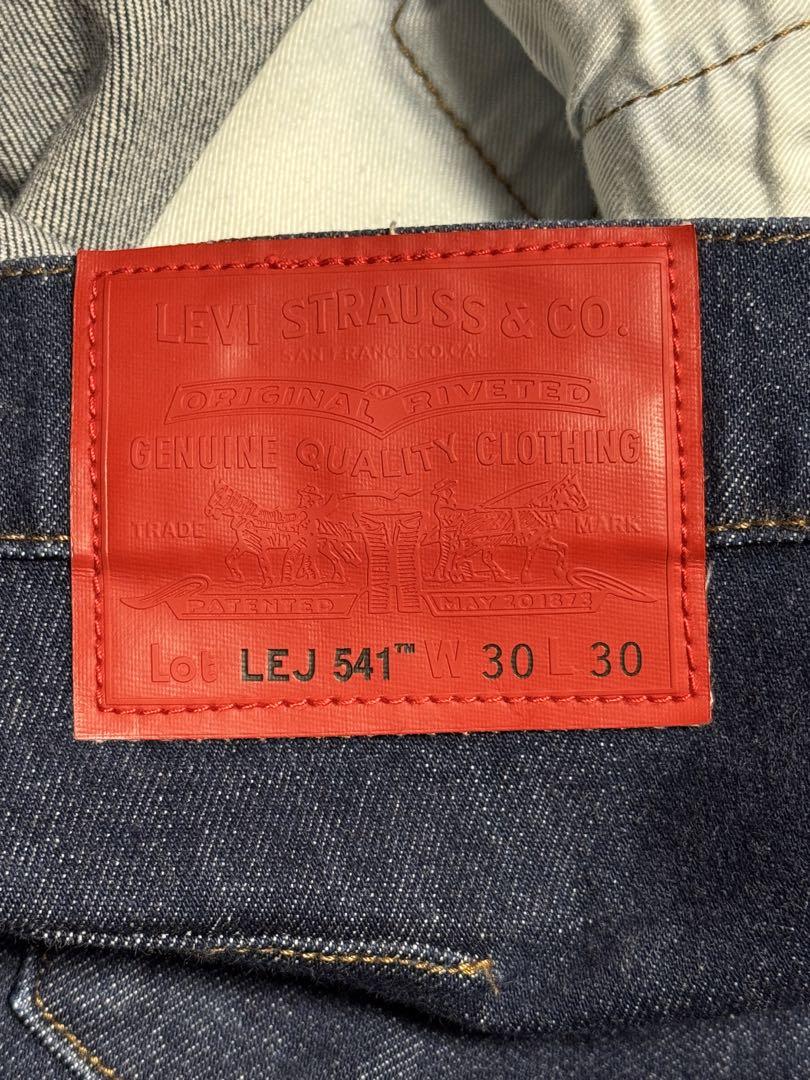 LEVI STRAUSS & CO.
SAN FRANCISCO, CAL.
ORIGINAL RIVETED
GENUINE QUALITY CLOTHING
TRADE MARK
PATENTED MAY 20 1873
Lot LEJ 541™ W 30 L 30